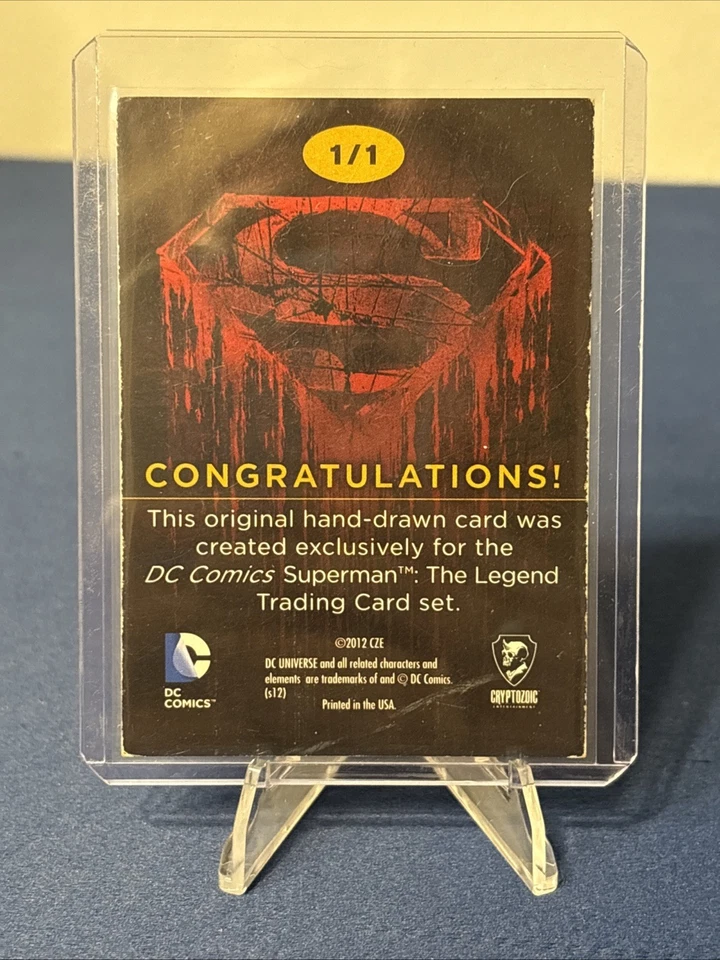 1/1
CONGRATULATIONS!
This original hand-drawn card was
created exclusively for the
DC Comics Superman™: The Legend
Trading Card set.
©2012 CZE
DC UNIVERSE and all related characters and
elements are trademarks of and © DC Comics.
(s12)
Printed in the USA.
DC
DC
COMICS™
CRYPTOZOIC
ENTERTAINMENT